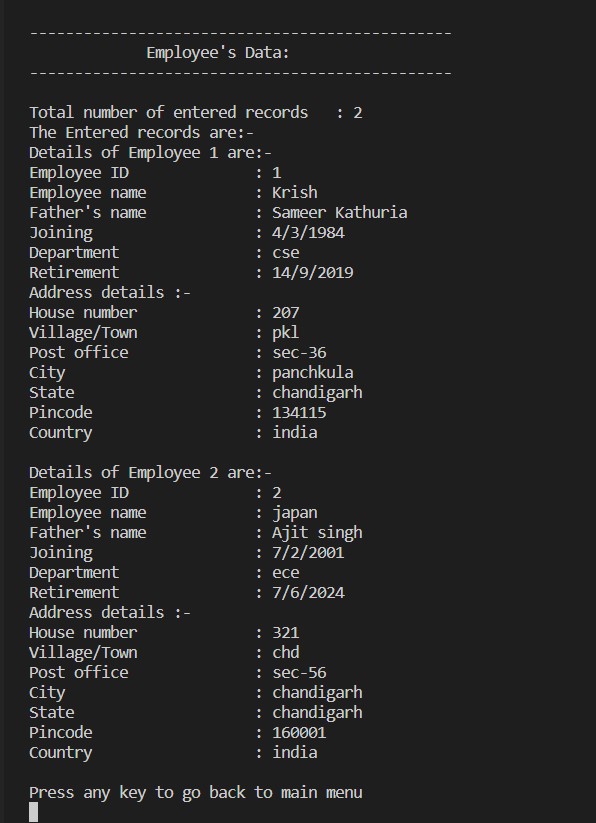 -----------------------------------------------
Employee's Data:
-----------------------------------------------
Total number of entered records   : 2
The Entered records are:-
Details of Employee 1 are:-
Employee ID              : 1
Employee name            : Krish
Father's name            : Sameer Kathuria
Joining                  : 4/3/1984
Department               : cse
Retirement               : 14/9/2019
Address details :-
House number             : 207
Village/Town             : pkl
Post office              : sec-36
City                     : panchkula
State                    : chandigarh
Pincode                  : 134115
Country                  : india
Details of Employee 2 are:-
Employee ID              : 2
Employee name            : japan
Father's name            : Ajit singh
Joining                  : 7/2/2001
Department               : ece
Retirement               : 7/6/2024
Address details :-
House number             : 321
Village/Town             : chd
Post office              : sec-56
City                     : chandigarh
State                    : chandigarh
Pincode                  : 160001
Country                  : india
Press any key to go back to main menu